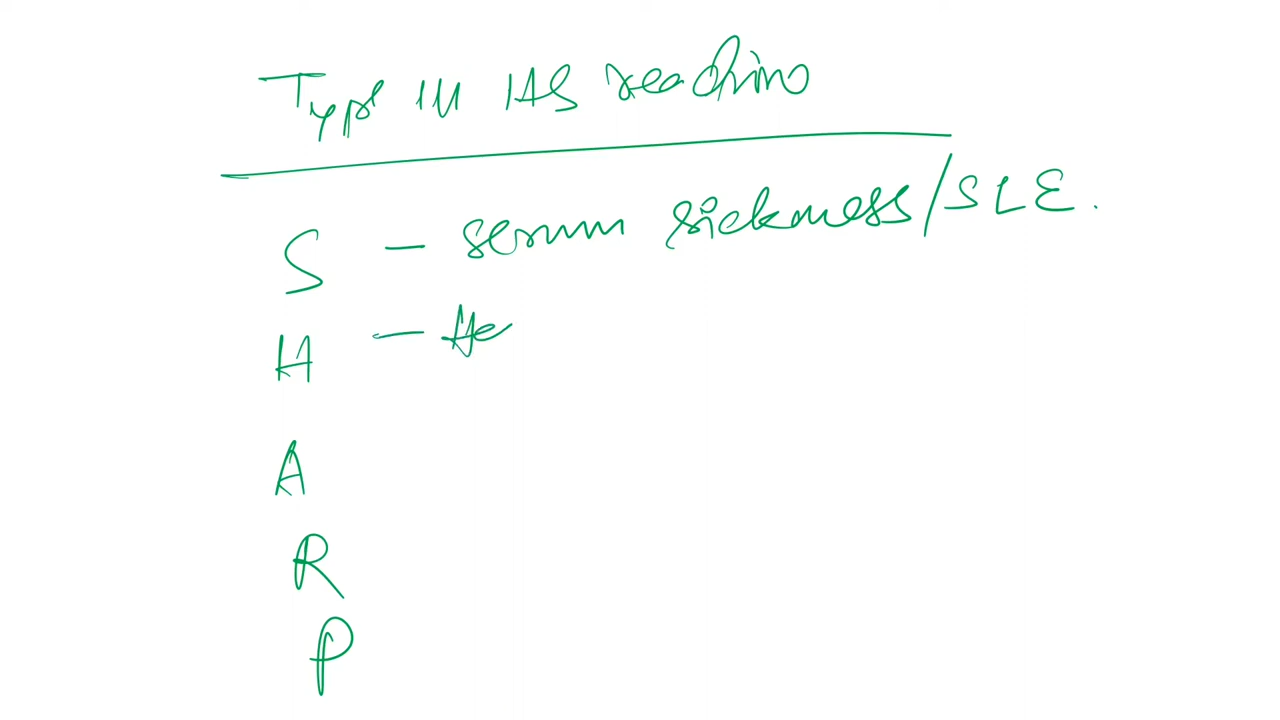 Type III HS reaction
S - serum sickness/SLE.
H - He
A
R
P